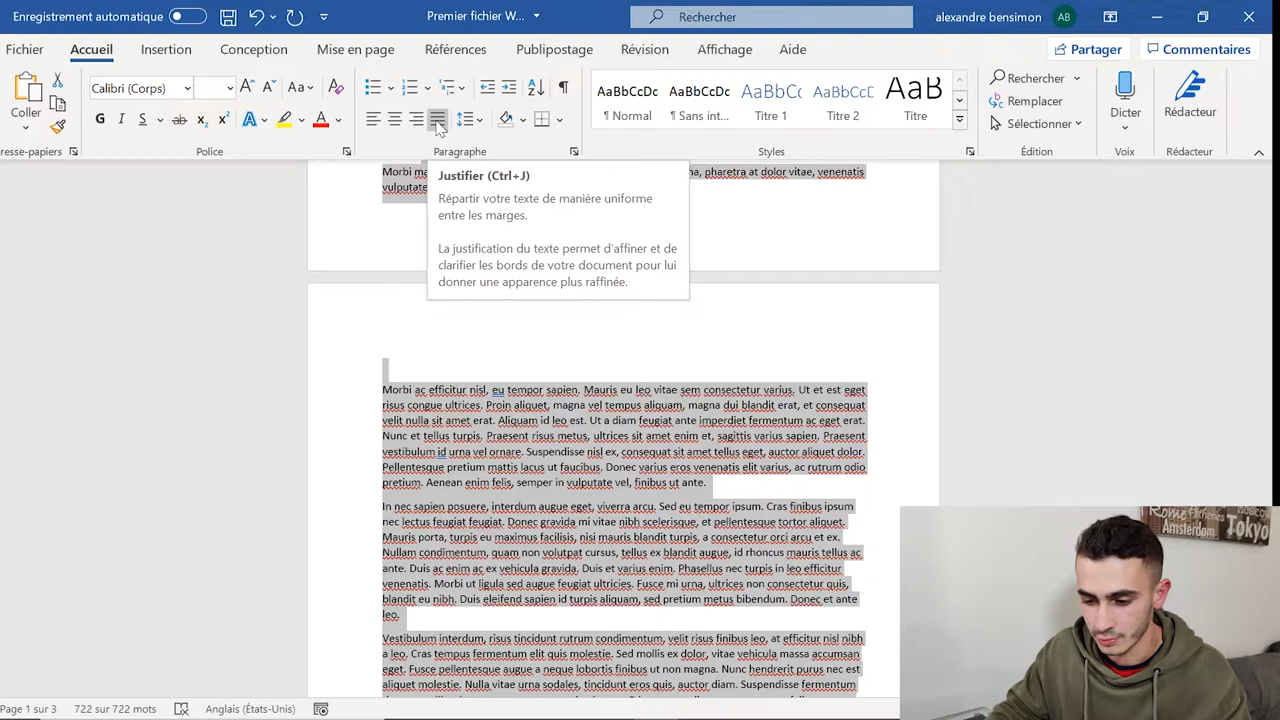 Enregistrement automatique
Premier fichier W...
Rechercher
alexandre bensimon
AB
Fichier
Accueil
Insertion
Conception
Mise en page
Références
Publipostage
Révision
Affichage
Aide
Partager
Commentaires
Coller
Calibri (Corps)
AaBbCcDc
AaBbCcDc
AaBbCc
AaBbCcD
AaB
¶ Normal
¶ Sans int...
Titre 1
Titre 2
Titre
Rechercher
Remplacer
Sélectionner
Dicter
Rédacteur
resse-papiers
Police
Paragraphe
Styles
Édition
Voix
Rédacteur
Justifier (Ctrl+J)
Répartir votre texte de manière uniforme
entre les marges.
La justification du texte permet d'affiner et de
clarifier les bords de votre document pour lui
donner une apparence plus raffinée.
pharetra at dolor vitae, venenatis
vulputate
Morbi ac efficitur nisl, eu tempor sapien. Mauris eu leo vitae sem consectetur varius. Ut et est eget
risus congue ultrices. Proin aliquet, magna vel tempus aliquam, magna dui blandit erat, et consequat
velit nulla sit amet erat. Aliquam id leo est. Ut a diam feugiat ante imperdiet fermentum ac eget erat.
Nunc et tellus turpis. Praesent risus metus, ultrices sit amet enim et, sagittis varius sapien. Praesent
vestibulum id urna vel ornare. Suspendisse nisl ex, consequat sit amet tellus eget, auctor aliquet dolor.
Pellentesque pretium mattis lacus ut faucibus. Donec varius eros venenatis elit varius, ac rutrum odio
pretium. Aenean enim felis, semper in vulputate vel, finibus ut ante.
In nec sapien posuere, interdum augue eget, viverra arcu. Sed eu tempor ipsum. Cras finibus ipsum
nec lectus feugiat feugiat. Donec gravida mi vitae nibh scelerisque, et pellentesque tortor aliquet.
Mauris porta, turpis eu maximus facilisis, nisi mauris blandit turpis, a consectetur orci arcu et ex.
Nullam condimentum, quam non volutpat cursus, tellus ex blandit augue, id rhoncus mauris tellus ac
ante. Duis ac enim ac ex vehicula gravida. Duis et varius enim. Phasellus nec turpis in leo efficitur
venenatis. Morbi ut ligula sed augue feugiat ultricies. Fusce mi urna, ultrices non consectetur quis,
blandit eu nibh. Duis eleifend sapien id turpis aliquam, sed pretium metus bibendum. Donec et ante
leo.
Vestibulum interdum, risus tincidunt rutrum condimentum, velit risus finibus leo, at efficitur nisl nibh
a leo. Cras tempus fermentum elit quis molestie. Sed mollis ex dolor, vitae vehicula massa accumsan
eget. Fusce pellentesque augue a neque lobortis finibus ut non magna. Nunc hendrerit purus nec est
aliquet molestie. Nulla vitae urna sodales, tincidunt eros quis, auctor diam. Suspendisse fermentum
Page 1 sur 3
722 sur 722 mots
Anglais (États-Unis)
Rome
Amsterdam
Tokyo